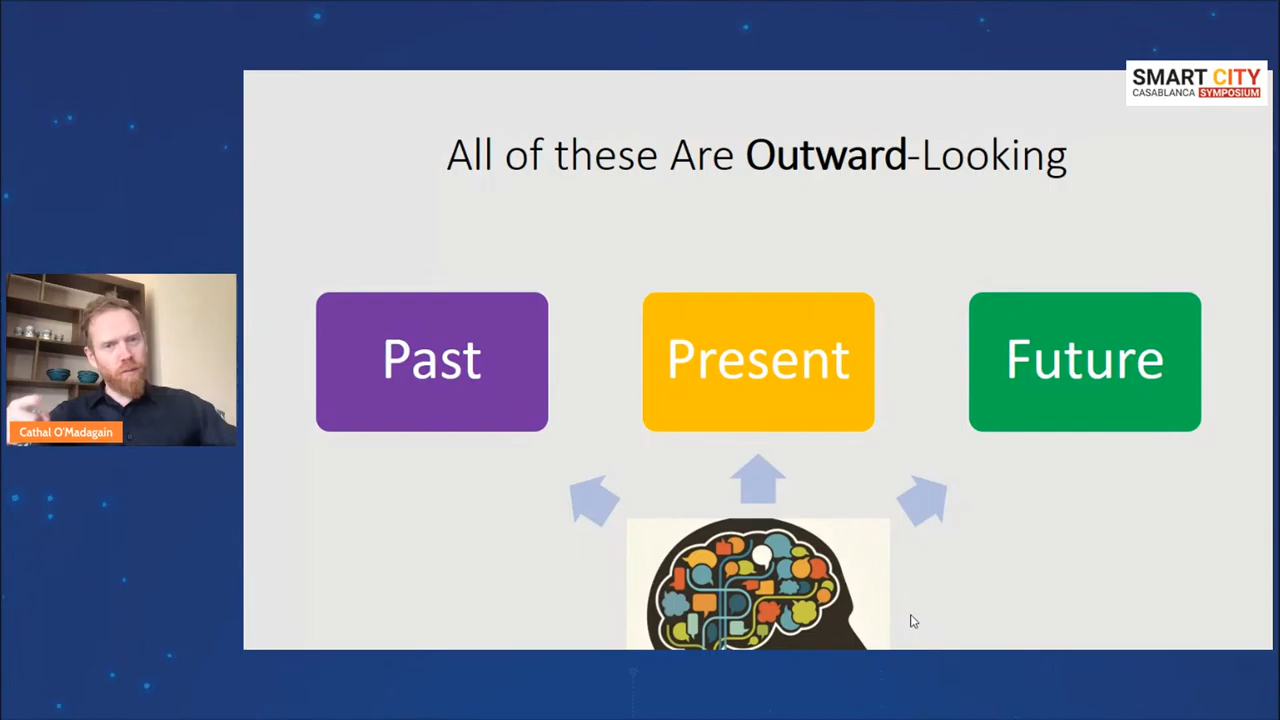 SMART CITY
CASABLANCA SYMPOSIUM
All of these Are Outward-Looking
Past
Present
Future
Cathal O'Madagain